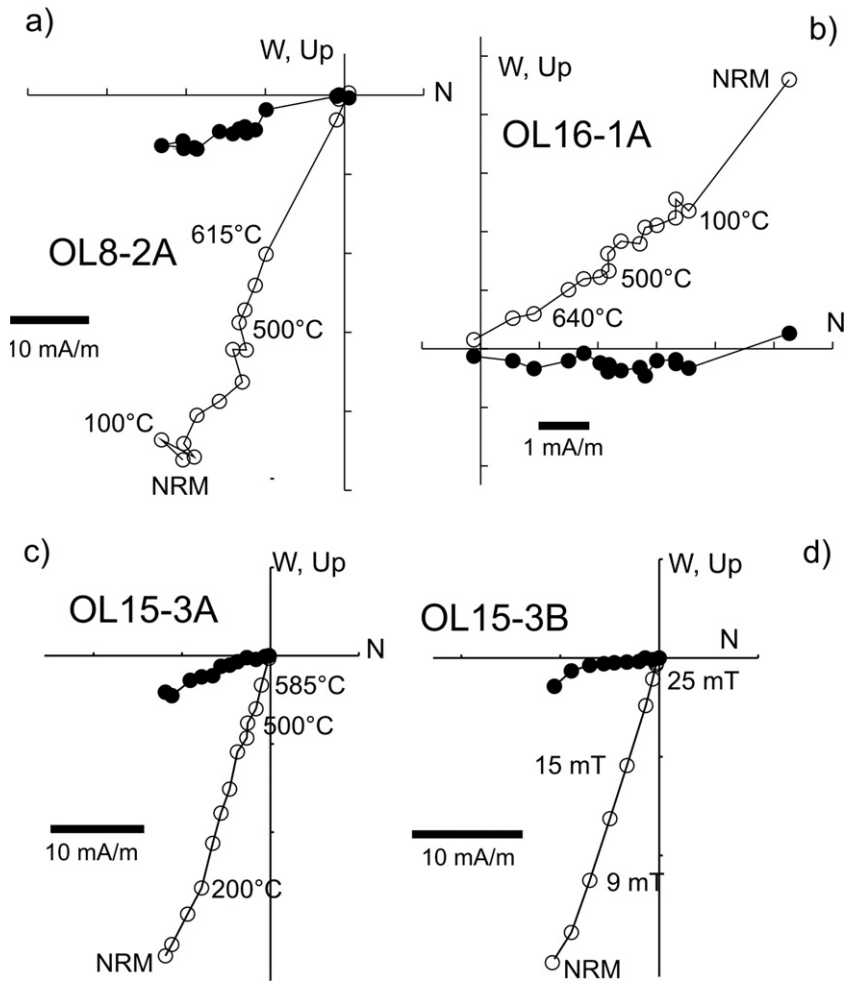 a)
W, Up
N
615°C
OL8-2A
500°C
10 mA/m
100°C
NRM
b)
W, Up
NRM
OL16-1A
100°C
500°C
640°C
N
1 mA/m
c)
W, Up
OL15-3A
N
585°C
500°C
10 mA/m
200°C
NRM
d)
W, Up
OL15-3B
N
25 mT
15 mT
10 mA/m
9 mT
NRM